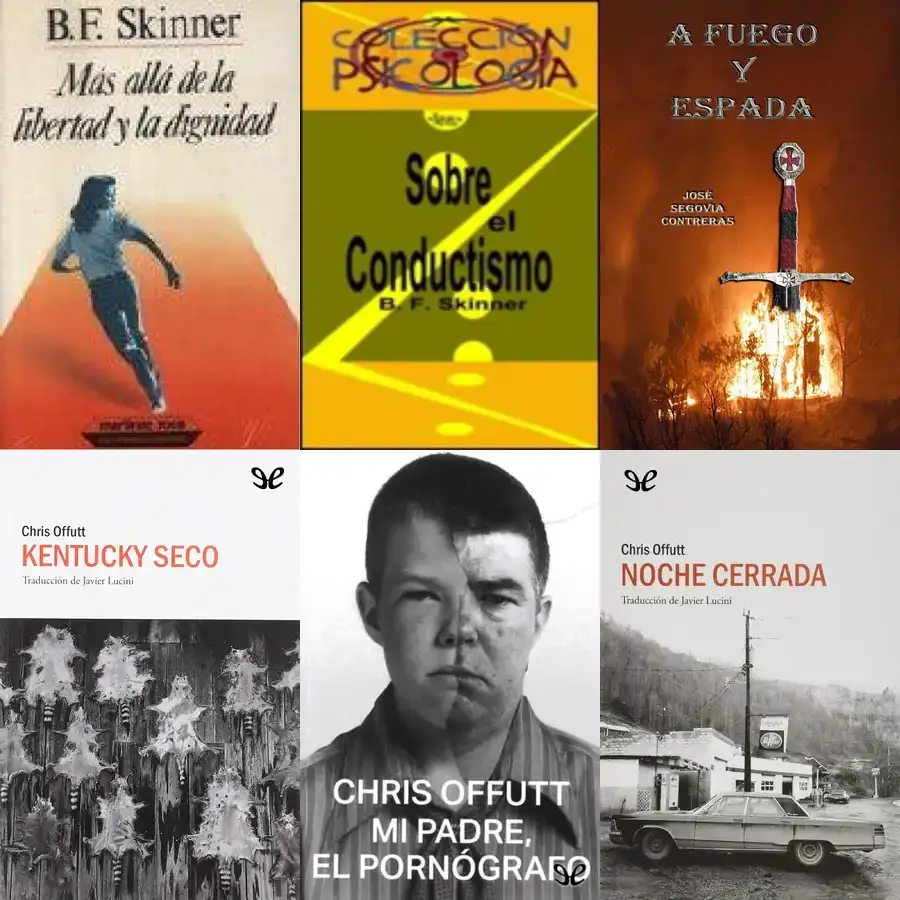 B.F. Skinner
Más allá de la
libertad y la dignidad
martínez roca
COLECCIÓN
PSICOLOGÍA
Sobre
el
Conductismo
B. F. Skinner
A FUEGO
Y
ESPADA
JOSÉ
SEGOVIA
CONTRERAS
Chris Offutt
KENTUCKY SECO
Traducción de Javier Lucini
CHRIS OFFUTT
MI PADRE,
EL PORNÓGRAFO
Chris Offutt
NOCHE CERRADA
Traducción de Javier Lucini